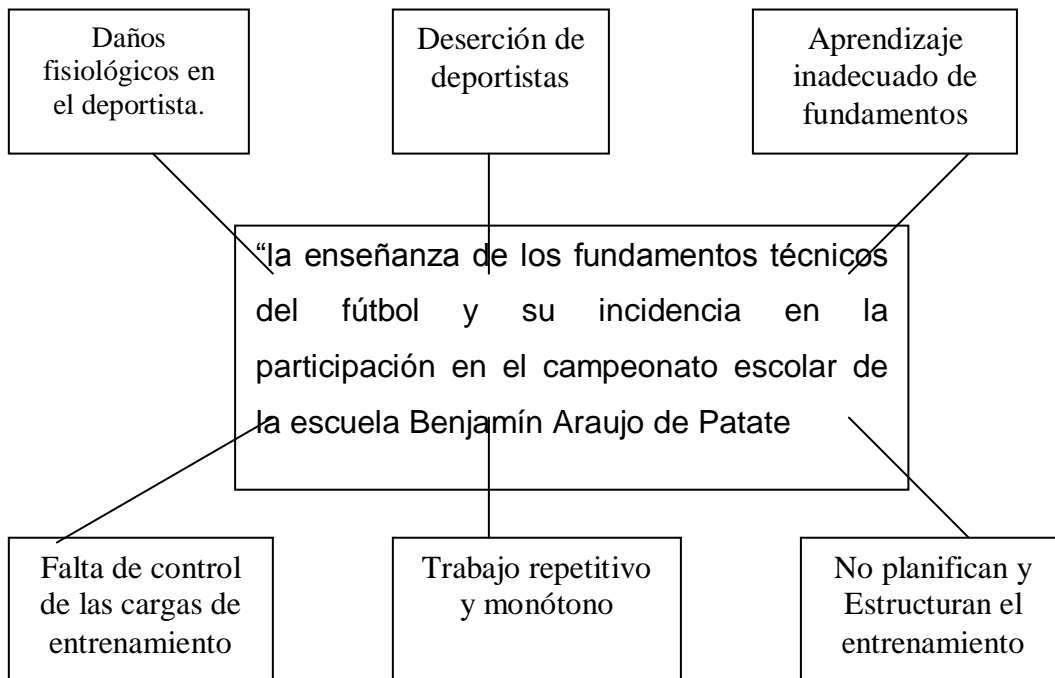 Daños
fisiológicos en
el deportista.
Deserción de
deportistas
Aprendizaje
inadecuado de
fundamentos
“la enseñanza de los fundamentos técnicos
del fútbol y su incidencia en la
participación en el campeonato escolar de
la escuela Benjamín Araujo de Patate
Falta de control
de las cargas de
entrenamiento
Trabajo repetitivo
y monótono
No planifican y
Estructuran el
entrenamiento